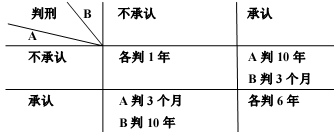 判刑 B
A
不承认
承认
不承认
各判 1 年
A 判 10 年
B 判 3 个月
承认
A 判 3 个月
B 判 10 年
各判 6 年